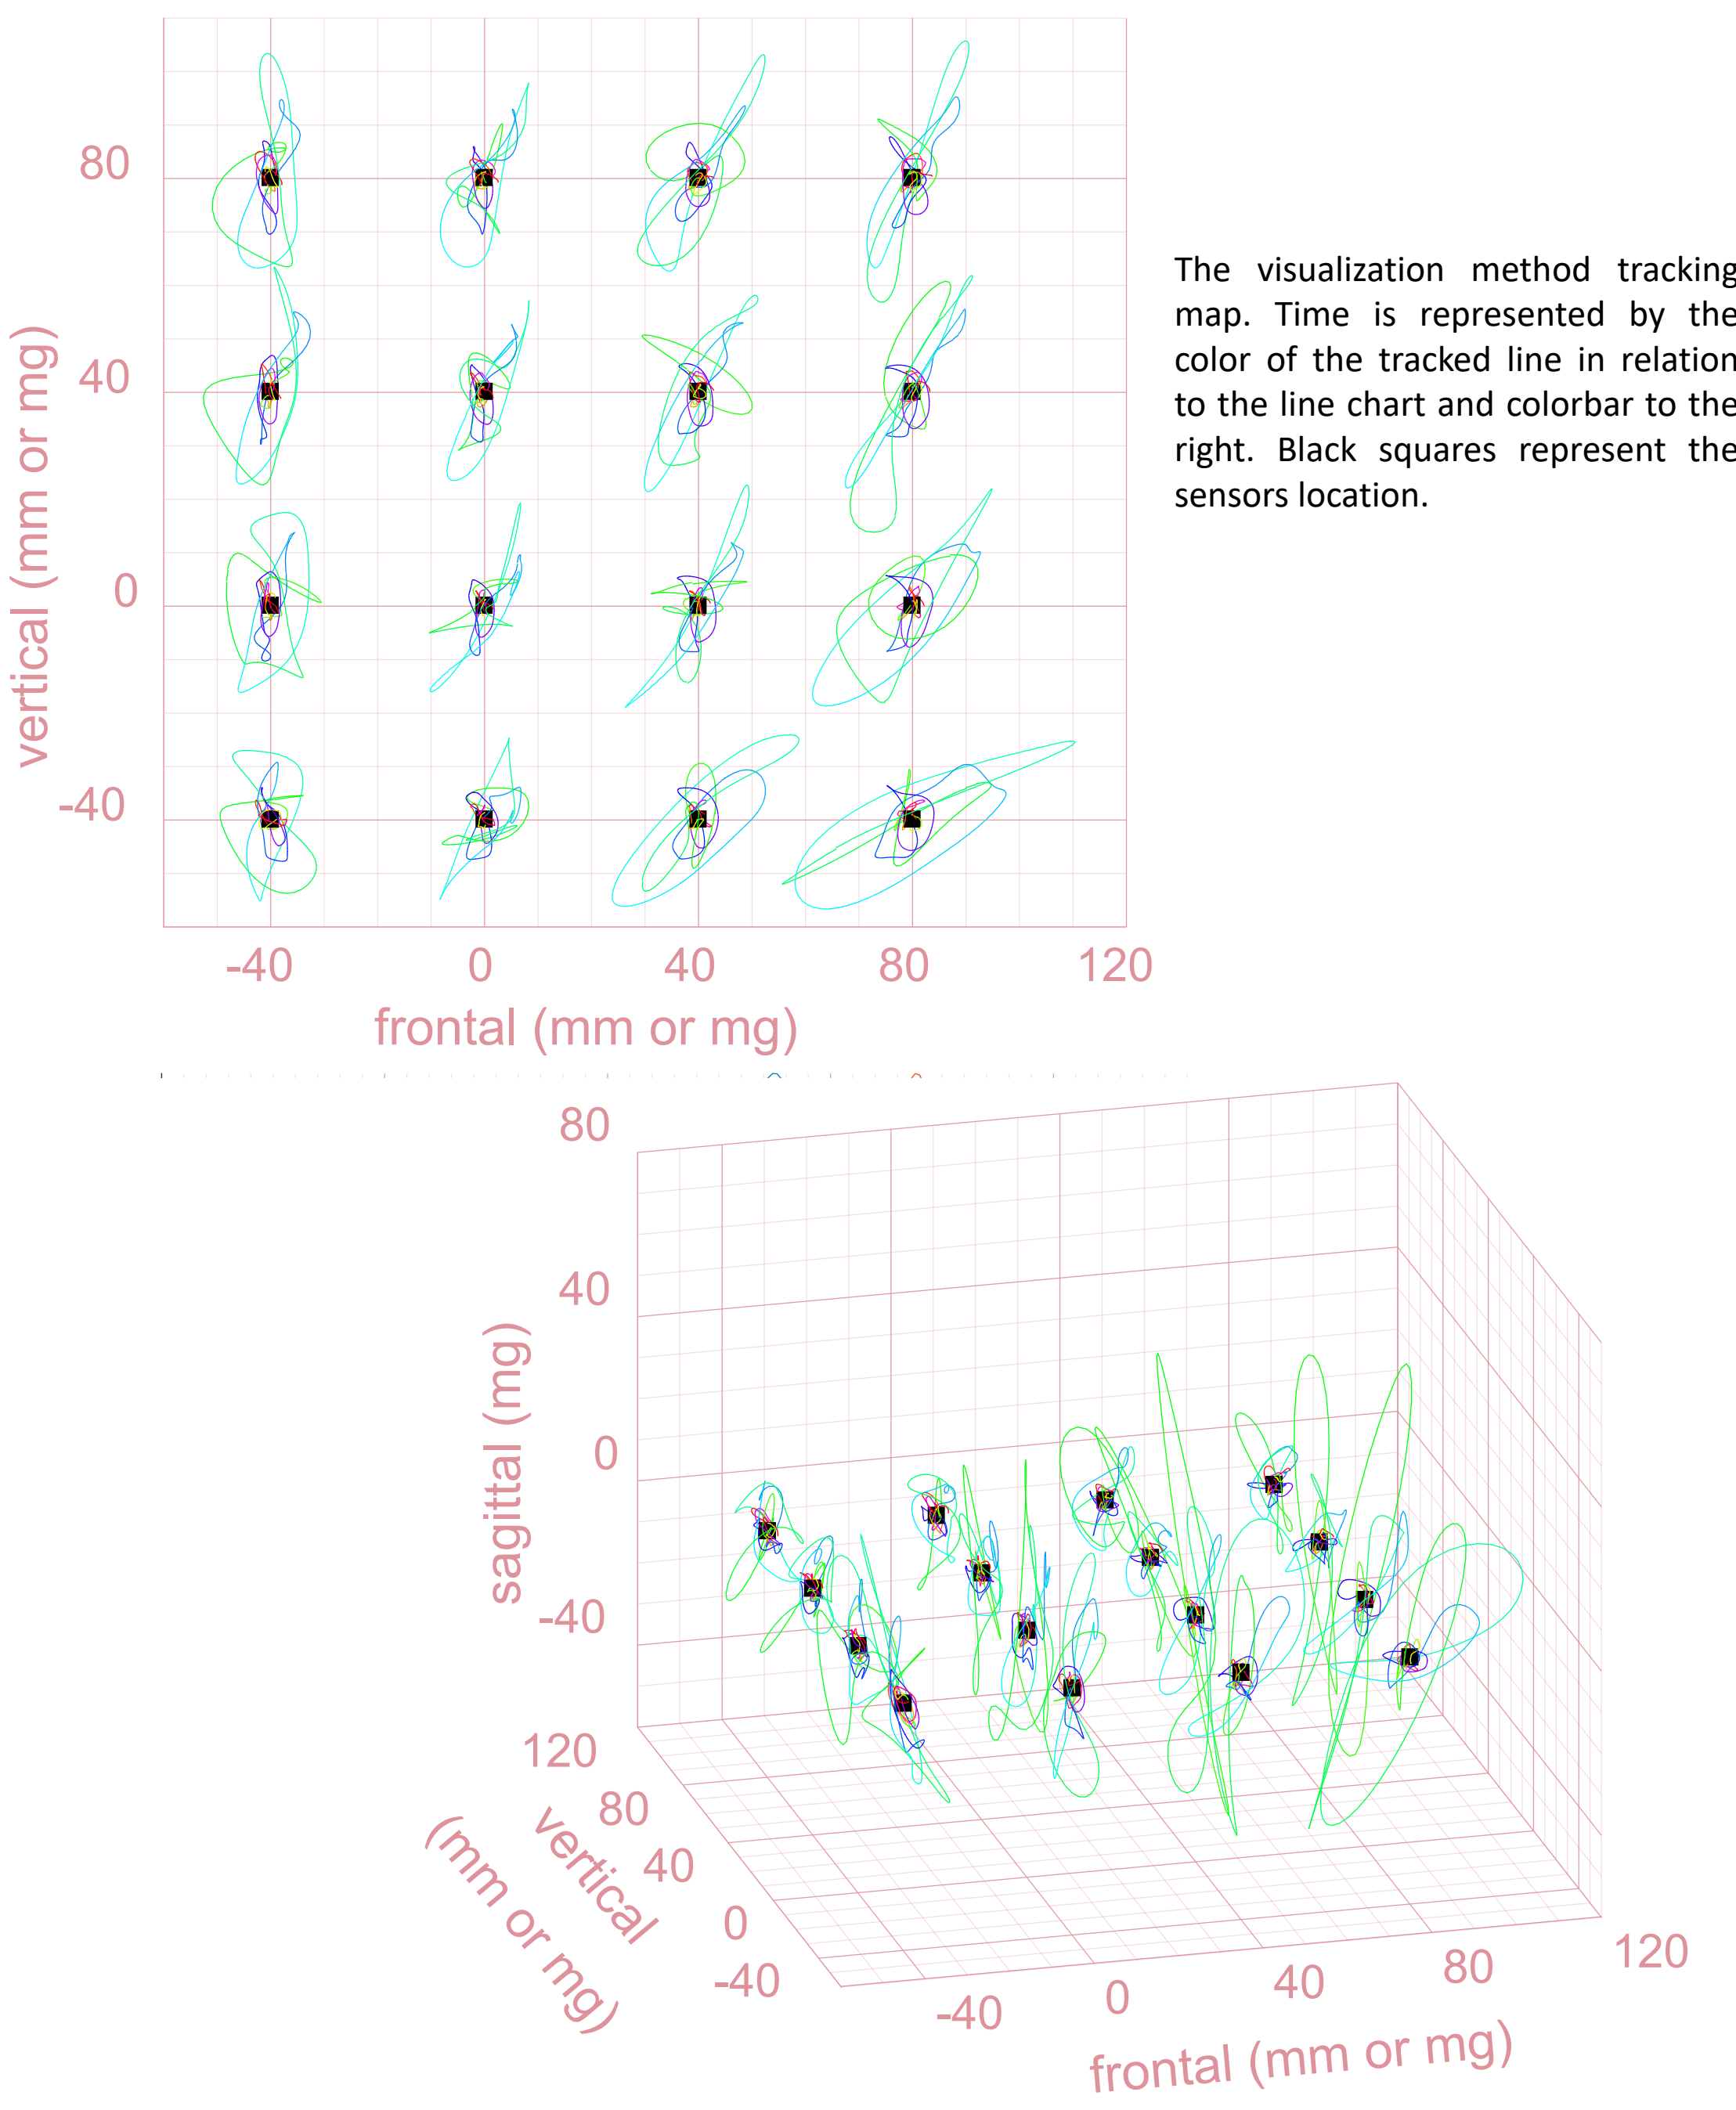 80
40
0
-40
vertical (mm or mg)
-40 0 40 80 120
frontal (mm or mg)
The visualization method tracking
map. Time is represented by the
color of the tracked line in relation
to the line chart and colorbar to the
right. Black squares represent the
sensors location.
80
40
0
-40
sagittal (mg)
120
80
40
0
-40
vertical
(mm or mg)
-40 0 40 80 120
frontal (mm or mg)